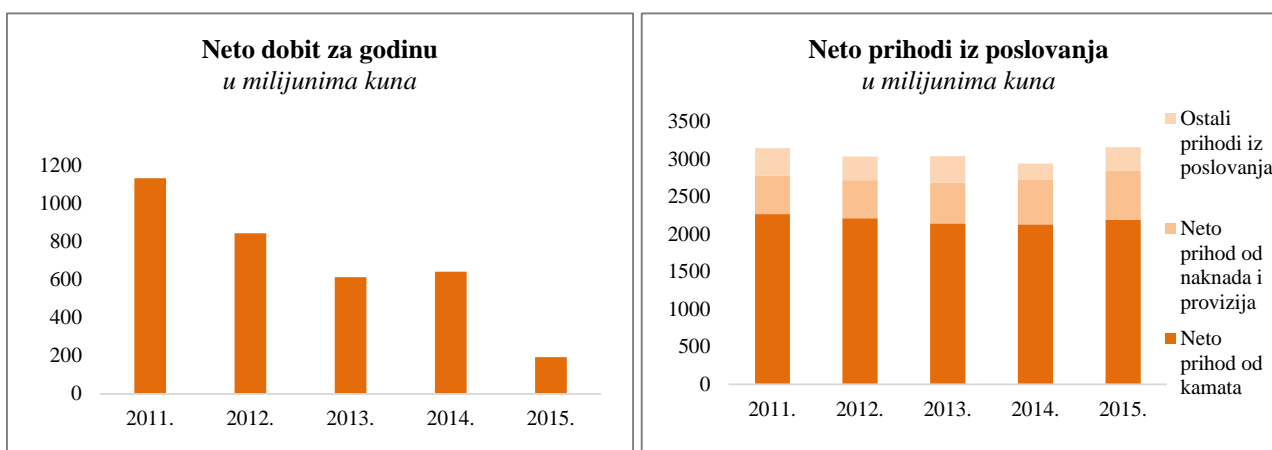 Neto dobit za godinu
u milijunima kuna
1200
1000
800
600
400
200
0
2011.
2012.
2013.
2014.
2015.
Neto prihodi iz poslovanja
u milijunima kuna
3500
3000
2500
2000
1500
1000
500
0
2011.
2012.
2013.
2014.
2015.
Ostali
prihodi iz
poslovanja
Neto
prihod od
naknada i
provizija
Neto
prihod od
kamata